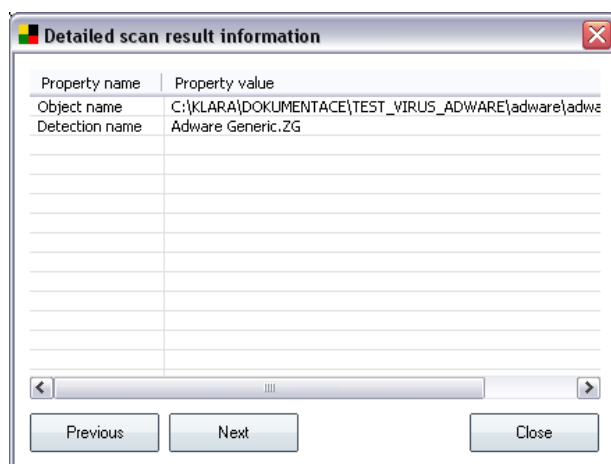 Detailed scan result information
Property name Property value
Object name C:\KLARA\DOKUMENTACE\TEST_VIRUS_ADWARE\adware\adwa
Detection name Adware Generic.ZG
Previous Next Close